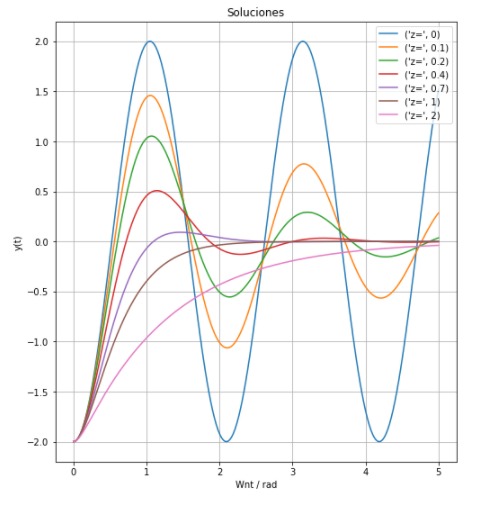 Soluciones
('z=', 0)
('z=', 0.1)
('z=', 0.2)
('z=', 0.4)
('z=', 0.7)
('z=', 1)
('z=', 2)
2.0
1.5
1.0
0.5
0.0
−0.5
−1.0
−1.5
−2.0
y(t)
0 1 2 3 4 5
Wnt / rad